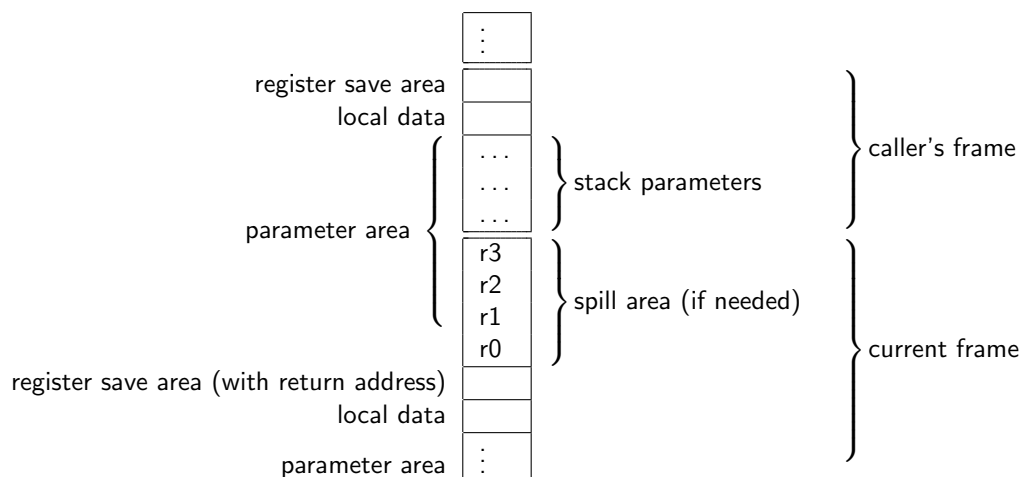 ⋮
register save area
local data
caller's frame
...
...
stack parameters
...
parameter area
r3
r2
spill area (if needed)
r1
r0
current frame
register save area (with return address)
local data
parameter area
⋮